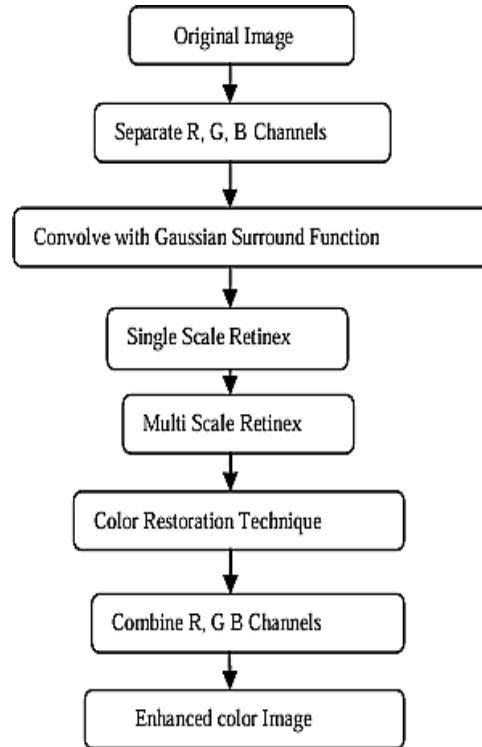 Original Image
Separate R, G, B Channels
Convolve with Gaussian Surround Function
Single Scale Retinex
Multi Scale Retinex
Color Restoration Technique
Combine R, G B Channels
Enhanced color Image